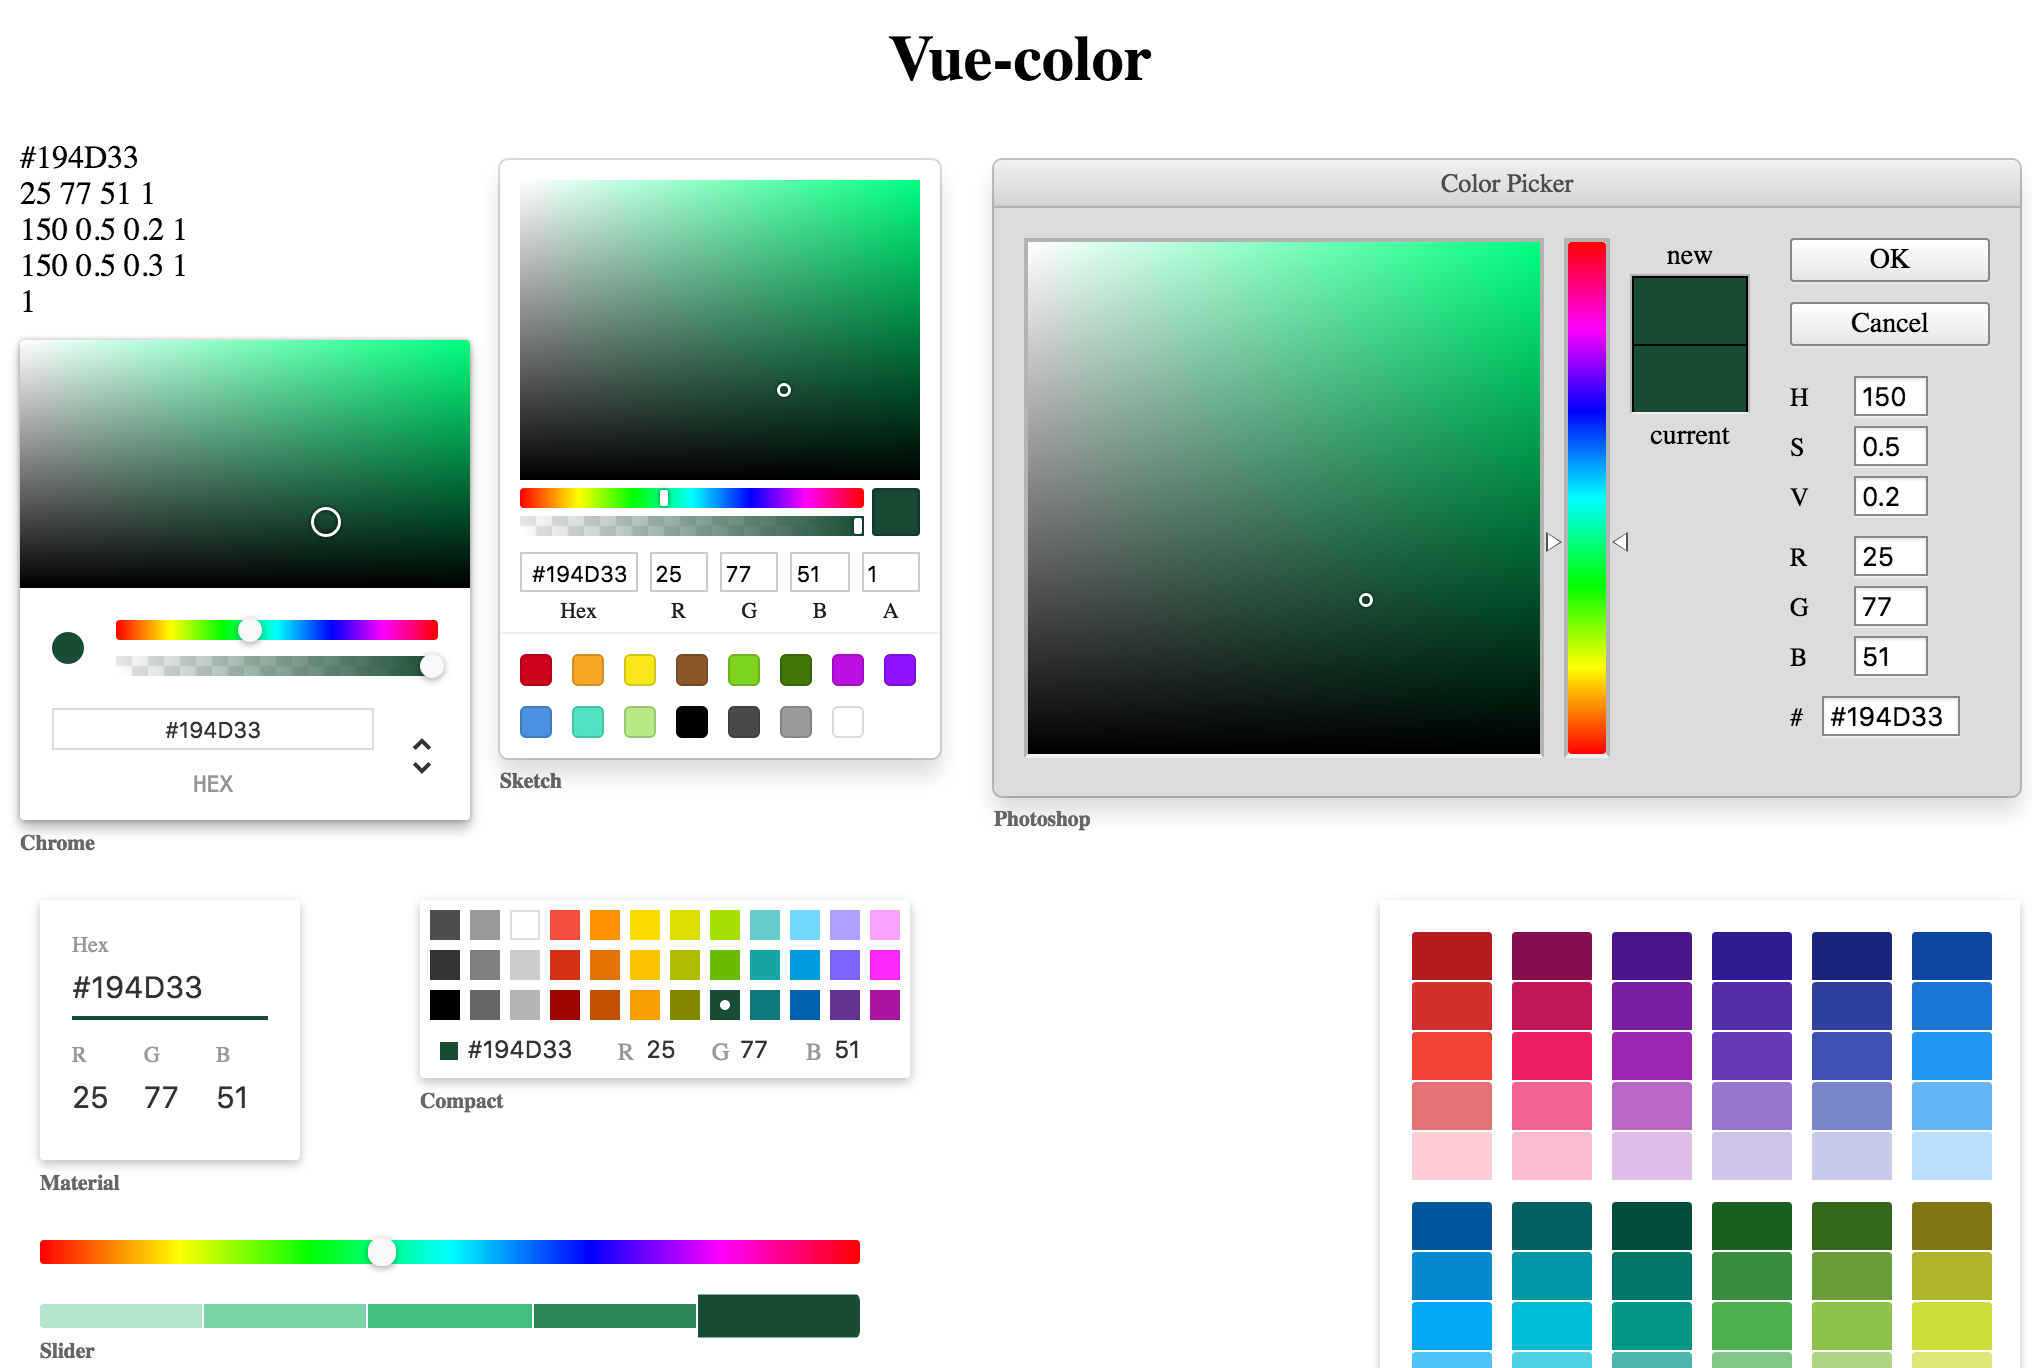 Vue-color
#194D33
25 77 51 1
150 0.5 0.2 1
150 0.5 0.3 1
1
#194D33
HEX
Chrome
#194D33 25 77 51 1
Hex R G B A
Sketch
Color Picker
new
current
OK
Cancel
H 150
S 0.5
V 0.2
R 25
G 77
B 51
# #194D33
Photoshop
Hex
#194D33
R G B
25 77 51
Material
#194D33 R 25 G 77 B 51
Compact
Slider